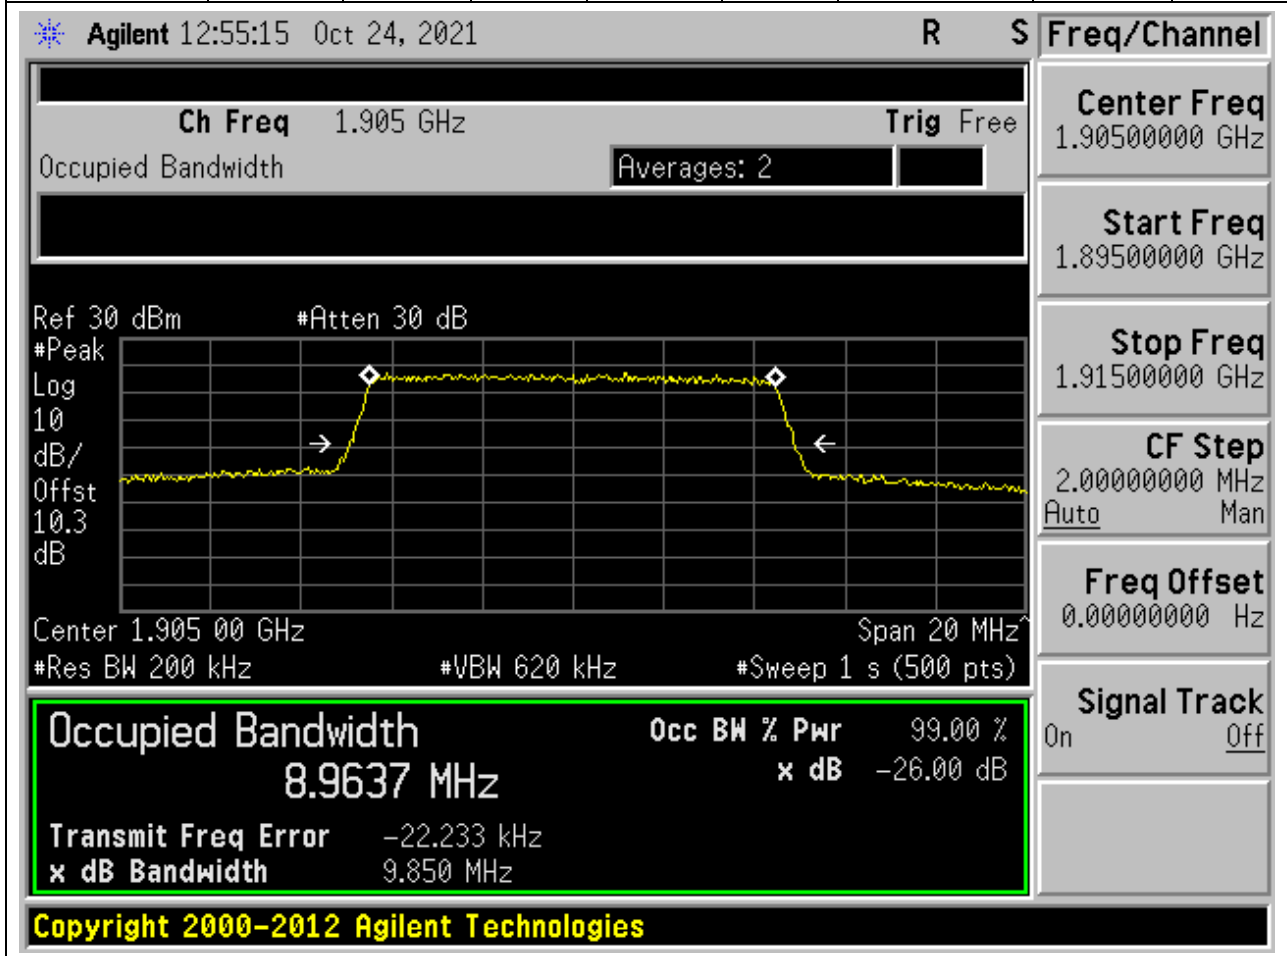 Agilent 12:55:15 Oct 24, 2021 R S
Ch Freq 1.905 GHz Trig Free
Occupied Bandwidth Averages: 2
Ref 30 dBm #Atten 30 dB
#Peak
Log
10
dB/
Offst
10.3
dB
Center 1.905 00 GHz Span 20 MHz^
#Res BW 200 kHz #VBW 620 kHz #Sweep 1 s (500 pts)
Occupied Bandwidth Occ BW % Pwr 99.00 %
8.9637 MHz x dB -26.00 dB
Transmit Freq Error -22.233 kHz
x dB Bandwidth 9.850 MHz
Copyright 2000-2012 Agilent Technologies
Freq/Channel
Center Freq
1.90500000 GHz
Start Freq
1.89500000 GHz
Stop Freq
1.91500000 GHz
CF Step
2.00000000 MHz
Auto Man
Freq Offset
0.00000000 Hz
Signal Track
On Off